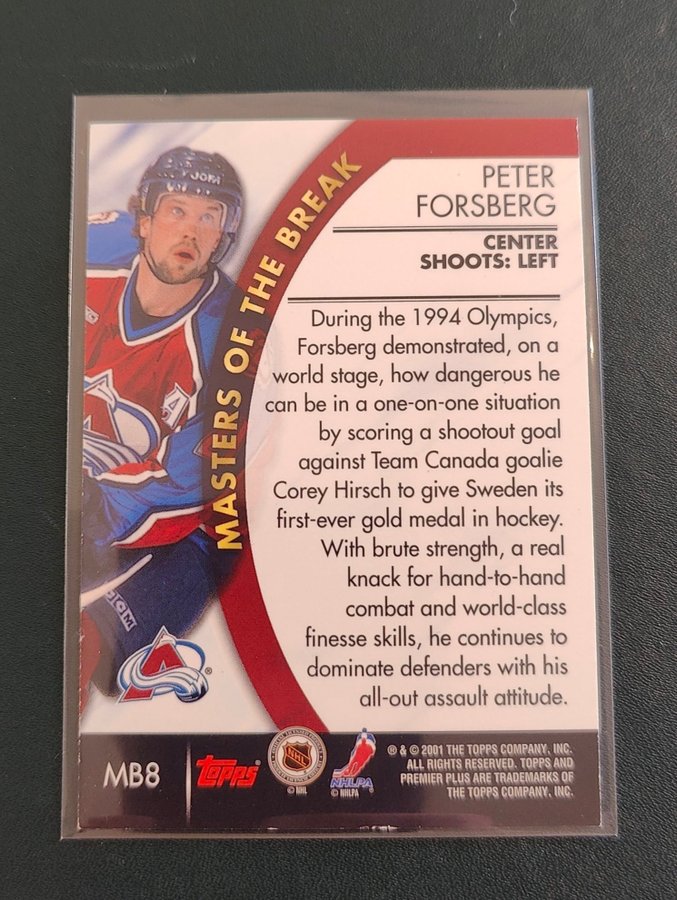 JOFA
MASTERS OF THE BREAK
PETER
FORSBERG
CENTER
SHOOTS: LEFT
During the 1994 Olympics,
Forsberg demonstrated, on a
world stage, how dangerous he
can be in a one-on-one situation
by scoring a shootout goal
against Team Canada goalie
Corey Hirsch to give Sweden its
first-ever gold medal in hockey.
With brute strength, a real
knack for hand-to-hand
combat and world-class
finesse skills, he continues to
dominate defenders with his
all-out assault attitude.
A
CCM
®
MB8
Topps
NHL
© NHL
NHLPA
© NHLPA
® & © 2001 THE TOPPS COMPANY, INC.
ALL RIGHTS RESERVED. TOPPS AND
PREMIER PLUS ARE TRADEMARKS OF
THE TOPPS COMPANY, INC.